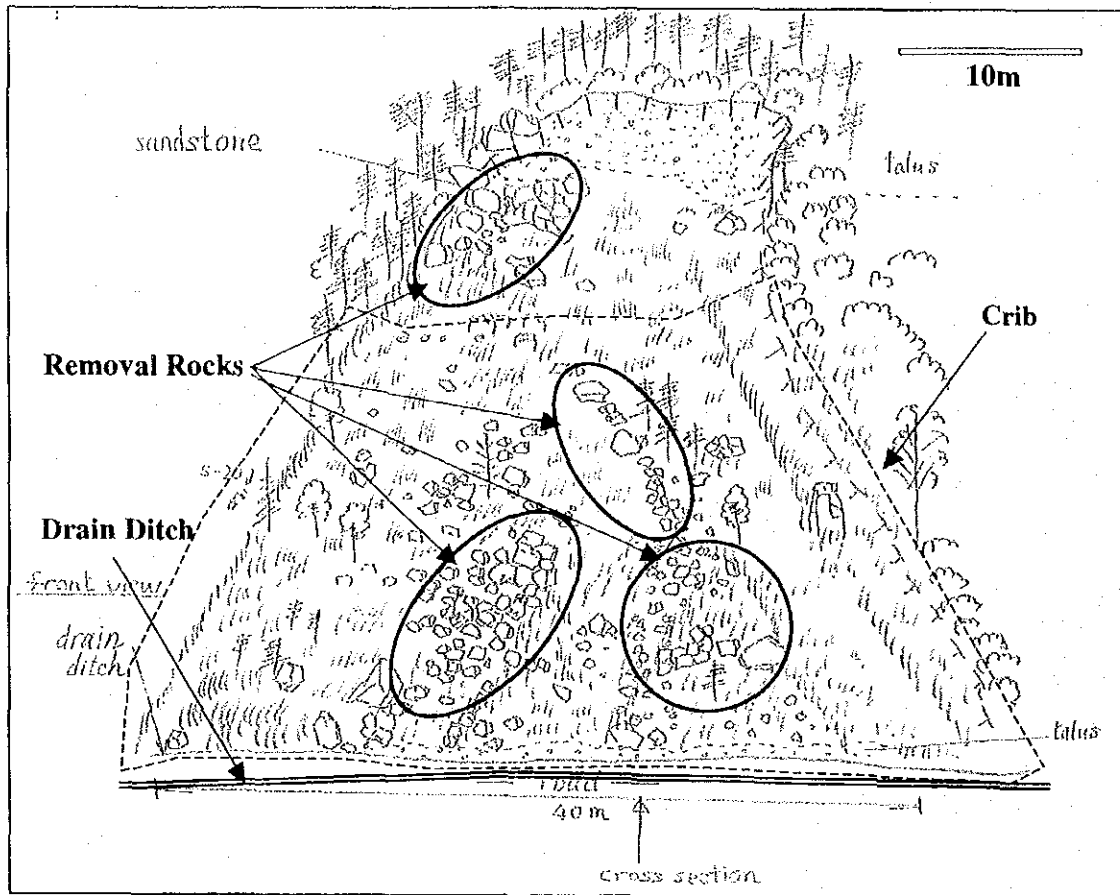 10m
sandstone
talus
Crib
Removal Rocks
Drain Ditch
front view
drain
ditch
talus
road
40m
cross section